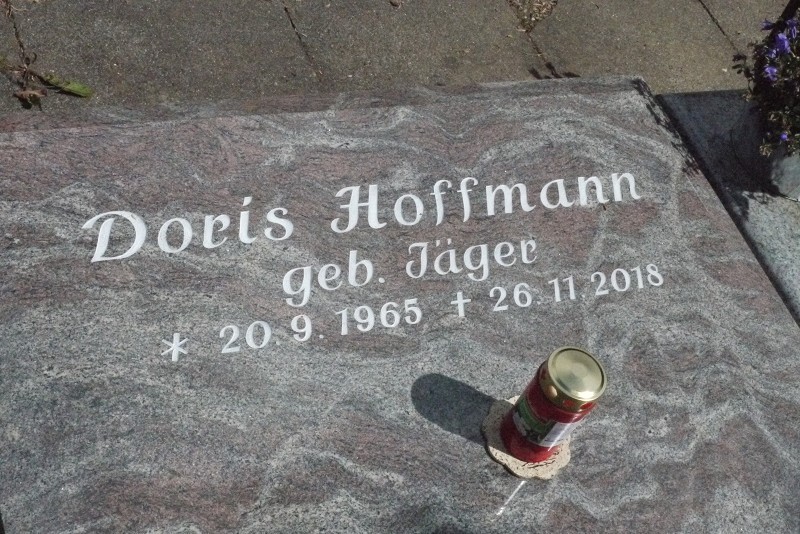 Doris Hoffmann
geb. Jäger
* 20. 9. 1965 † 26. 11. 2018